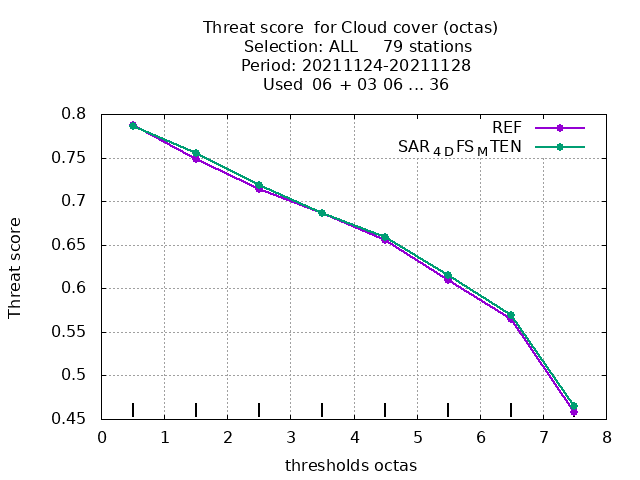 Threat score  for Cloud cover (octas)
Selection: ALL     79 stations
Period: 20211124-20211128
Used  06 + 03 06 ... 36
REF
SAR4DFSMTEN
Threat score
0.8
0.75
0.7
0.65
0.6
0.55
0.5
0.45
0 1 2 3 4 5 6 7 8
thresholds octas